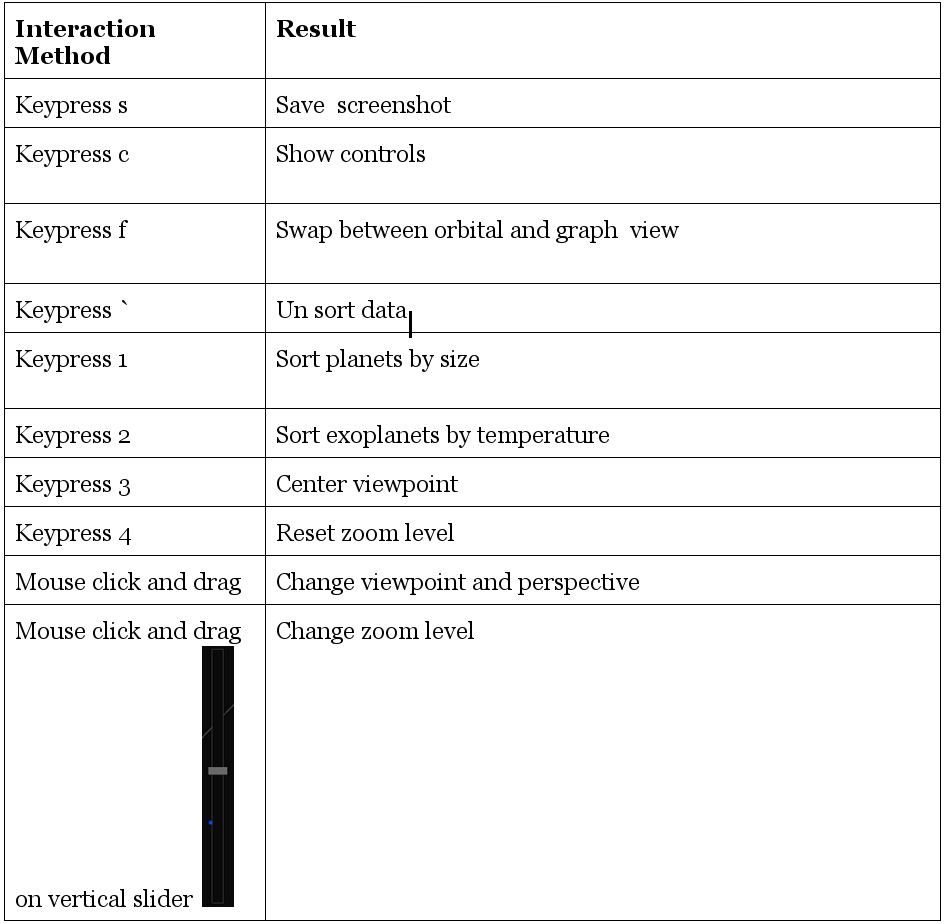 Interaction Method
Result
Keypress s
Save  screenshot
Keypress c
Show controls
Keypress f
Swap between orbital and graph  view
Keypress `
Un sort data
Keypress 1
Sort planets by size
Keypress 2
Sort exoplanets by temperature
Keypress 3
Center viewpoint
Keypress 4
Reset zoom level
Mouse click and drag
Change viewpoint and perspective
Mouse click and drag
on vertical slider
Change zoom level